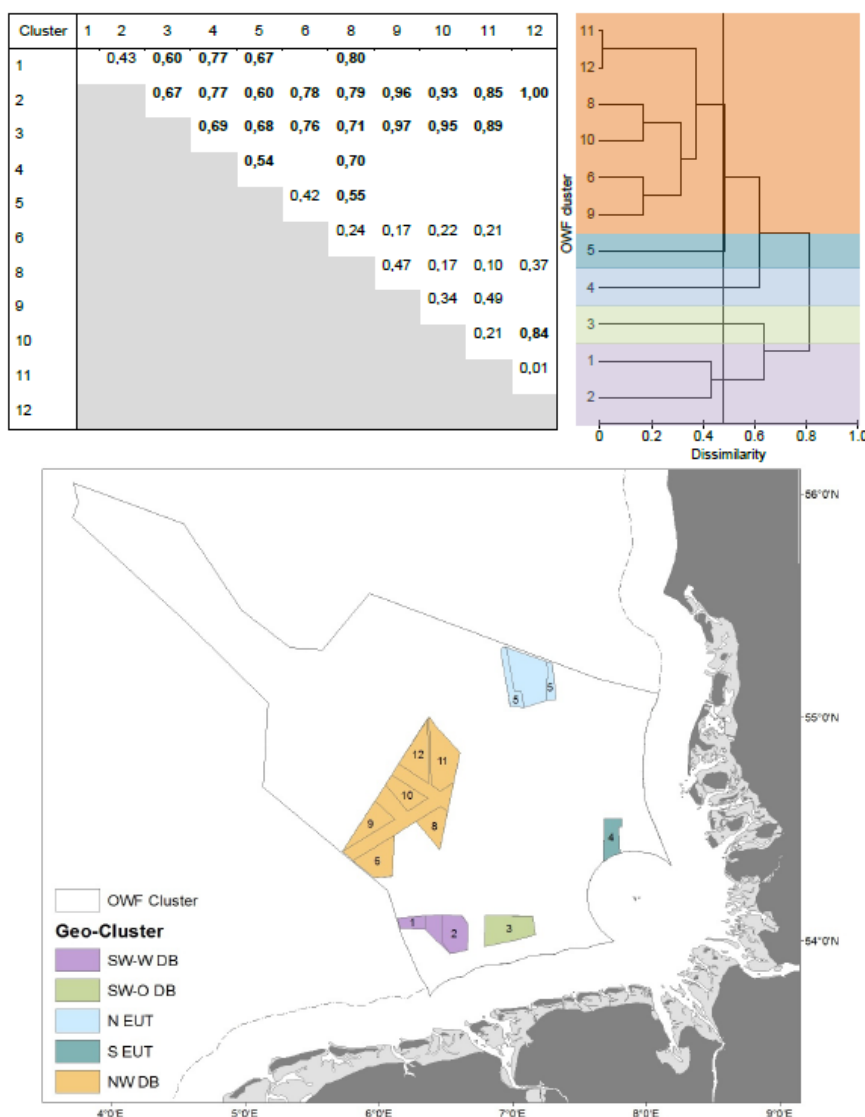 Cluster 1 2 3 4 5 6 8 9 10 11 12
1 0,43 0,60 0,77 0,67 0,80
2 0,67 0,77 0,60 0,78 0,79 0,96 0,93 0,85 1,00
3 0,69 0,68 0,76 0,71 0,97 0,95 0,89
4 0,54 0,70
5 0,42 0,55
6 0,24 0,17 0,22 0,21
8 0,47 0,17 0,10 0,37
9 0,34 0,49
10 0,21 0,84
11 0,01
12
OWF cluster
11
12
8
10
6
9
5
4
3
1
2
0 0.2 0.4 0.6 0.8 1.0
Dissimilarity
56°0'N
5
5
55°0'N
12
11
10
9
8
4
6
1
2
3
54°0'N
OWF Cluster
Geo-Cluster
SW-W DB
SW-O DB
N EUT
S EUT
NW DB
4°0'E 5°0'E 6°0'E 7°0'E 8°0'E 9°0'E